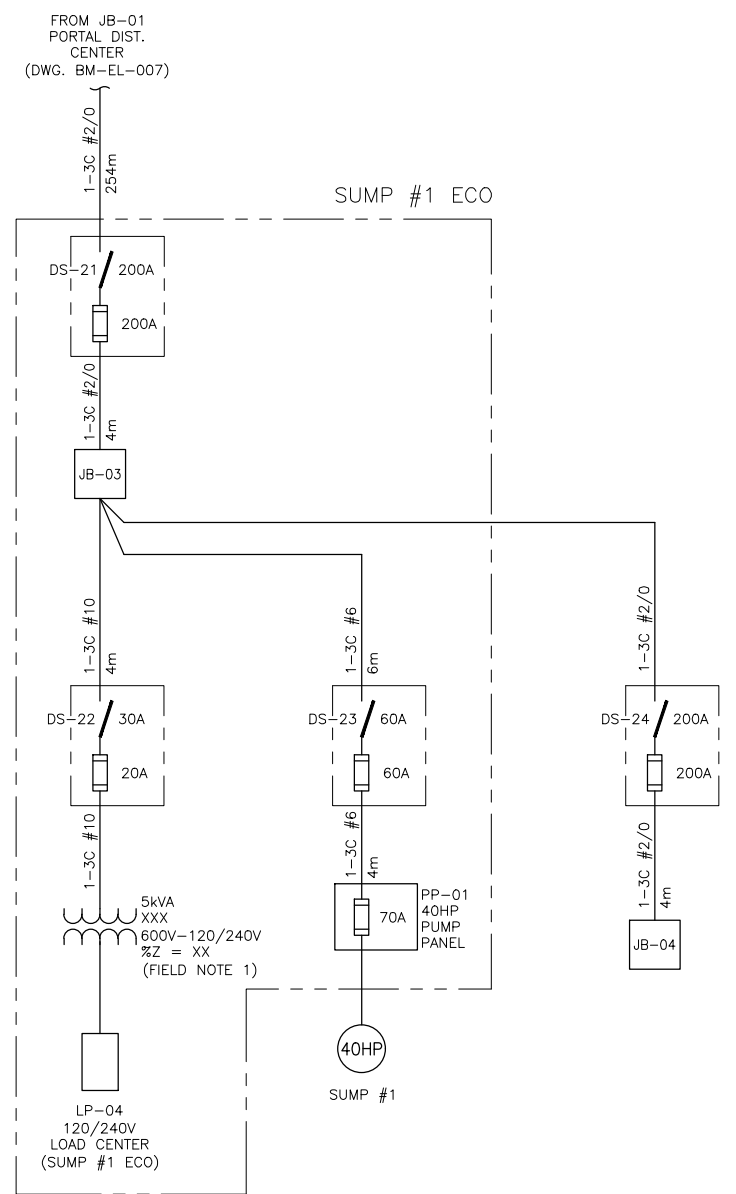 FROM JB-01
PORTAL DIST.
CENTER
(DWG. BM-EL-007)
1-3C #2/0
254m
SUMP #1 ECO
DS-21
200A
200A
1-3C #2/0
4m
JB-03
1-3C #10
4m
1-3C #6
6m
1-3C #2/0
DS-22
30A
20A
DS-23
60A
60A
DS-24
200A
200A
1-3C #10
1-3C #6
4m
1-3C #2/0
4m
5kVA
XXX
600V-120/240V
%Z = XX
(FIELD NOTE 1)
70A
PP-01
40HP
PUMP
PANEL
JB-04
40HP
SUMP #1
LP-04
120/240V
LOAD CENTER
(SUMP #1 ECO)